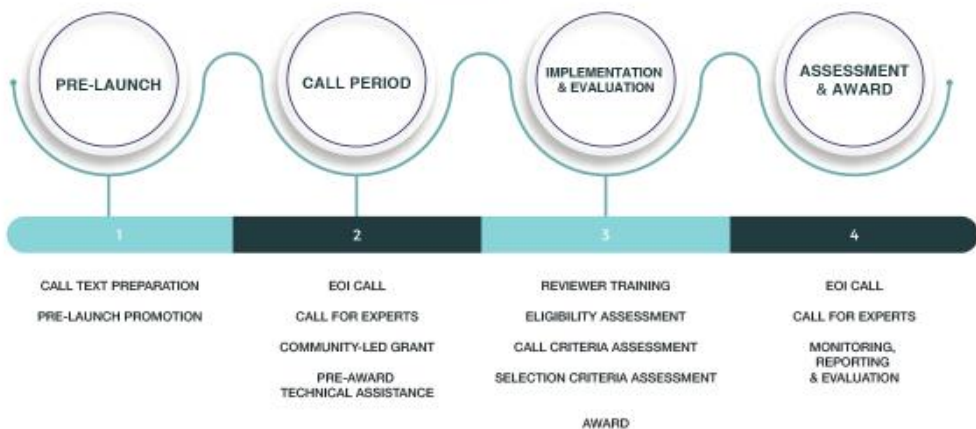 PRE-LAUNCH
CALL PERIOD
IMPLEMENTATION
& EVALUATION
ASSESSMENT
& AWARD
1
2
3
4
CALL TEXT PREPARATION
PRE-LAUNCH PROMOTION
EOI CALL
CALL FOR EXPERTS
COMMUNITY-LED GRANT
PRE-AWARD
TECHNICAL ASSISTANCE
REVIEWER TRAINING
ELIGIBILITY ASSESSMENT
CALL CRITERIA ASSESSMENT
SELECTION CRITERIA ASSESSMENT
AWARD
EOI CALL
CALL FOR EXPERTS
MONITORING,
REPORTING
& EVALUATION